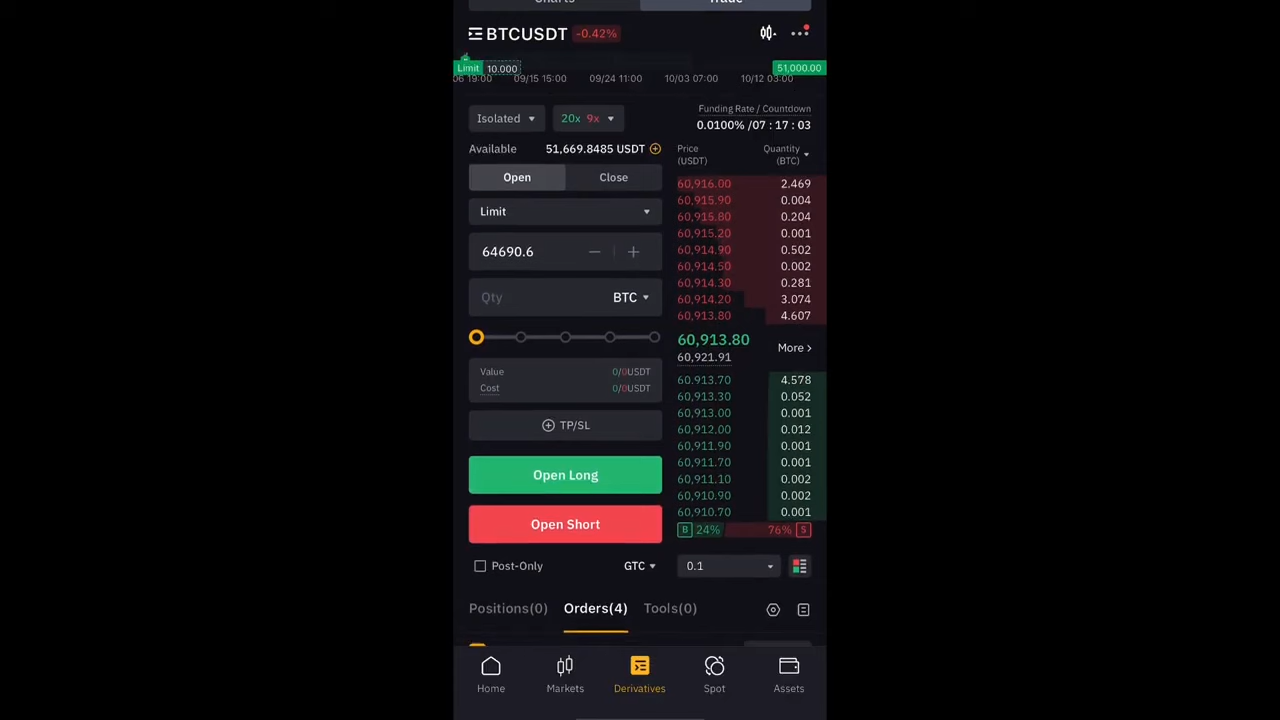 Charts Trade
BTCUSDT -0.42%
Limit 10.000 51,000.00
06 19:00 09/15 15:00 09/24 11:00 10/03 07:00 10/12 03:00
Isolated 20x 9x
Funding Rate / Countdown
0.0100% /07 : 17 : 03
Available 51,669.8485 USDT
Open Close
Limit
64690.6
Qty BTC
Value 0/0USDT
Cost 0/0USDT
TP/SL
Open Long
Open Short
Post-Only GTC
Price Quantity
(USDT) (BTC)
60,916.00 2.469
60,915.90 0.004
60,915.80 0.204
60,915.20 0.001
60,914.90 0.502
60,914.50 0.002
60,914.30 0.281
60,914.20 3.074
60,913.80 4.607
60,913.80
60,921.91
More >
60.913.70 4.578
60,913.30 0.052
60,913.00 0.001
60,912.00 0.012
60,911.90 0.001
60,911.70 0.001
60,911.10 0.002
60,910.90 0.002
60,910.70 0.001
B 24% 76% S
0.1
Positions(0) Orders(4) Tools(0)
Home Markets Derivatives Spot Assets